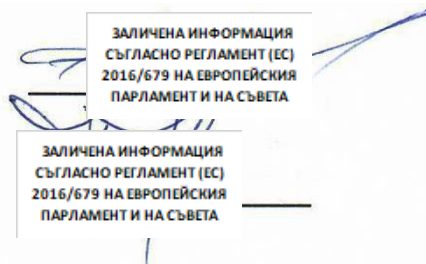 ЗАЛИЧЕНА ИНФОРМАЦИЯ
СЪГЛАСНО РЕГЛАМЕНТ (ЕС)
2016/679 НА ЕВРОПЕЙСКИЯ
ПАРЛАМЕНТ И НА СЪВЕТА
ЗАЛИЧЕНА ИНФОРМАЦИЯ
СЪГЛАСНО РЕГЛАМЕНТ (ЕС)
2016/679 НА ЕВРОПЕЙСКИЯ
ПАРЛАМЕНТ И НА СЪВЕТА